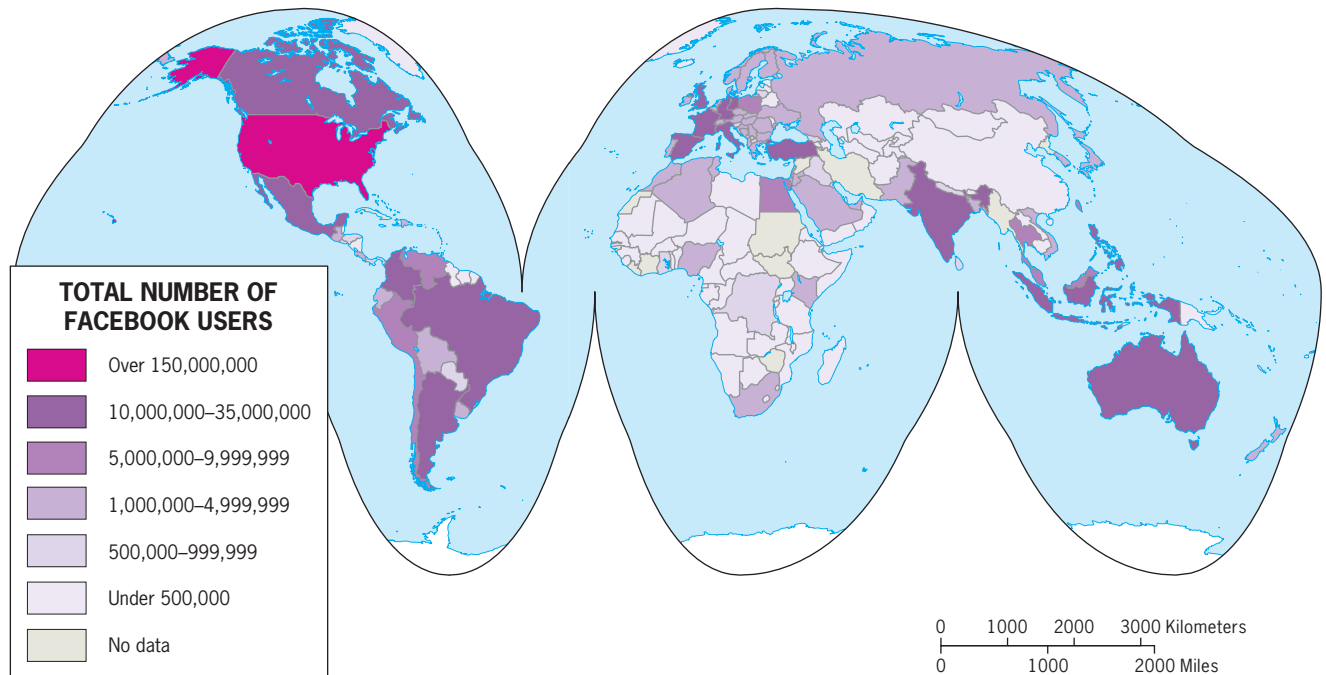 TOTAL NUMBER OF
FACEBOOK USERS
Over 150,000,000
10,000,000–35,000,000
5,000,000–9,999,999
1,000,000–4,999,999
500,000–999,999
Under 500,000
No data
0 1000 2000 3000 Kilometers
0 1000 2000 Miles